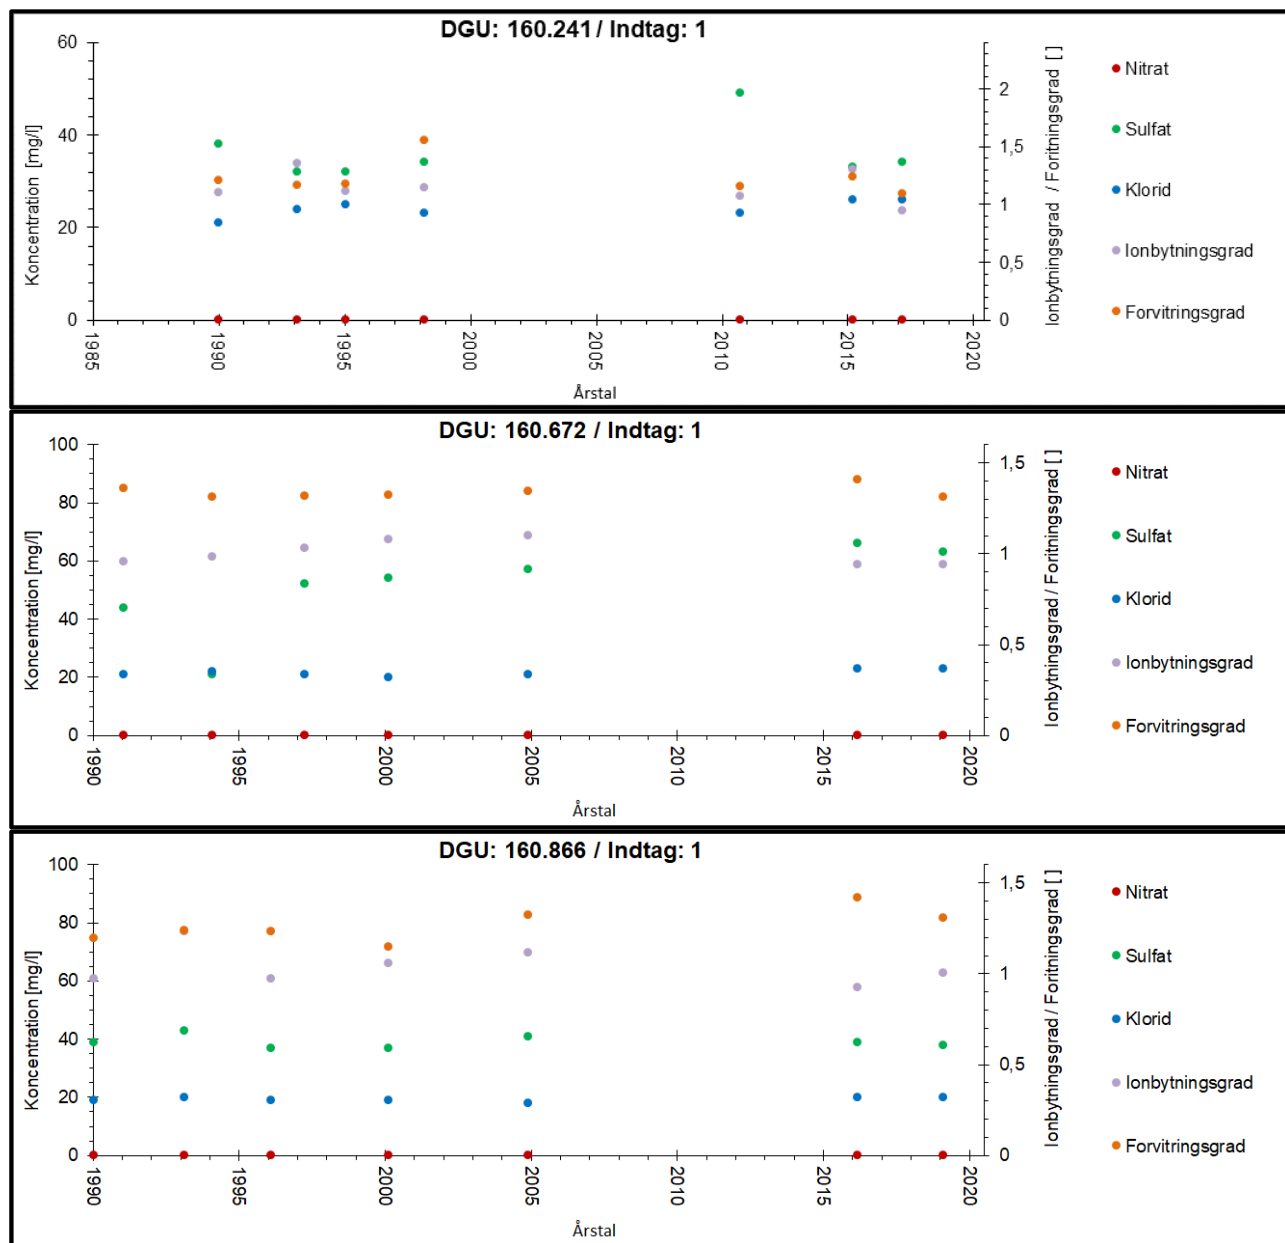 DGU: 160.241 / Indtag: 1
60
40
20
0
Koncentration [mg/l]
2
1,5
1
0,5
0
Ionbytningsgrad / Foritningsgrad [ ]
1985
1990
1995
2000
2005
2010
2015
2020
Årstal
Nitrat
Sulfat
Klorid
Ionbytningsgrad
Forvitringsgrad
DGU: 160.672 / Indtag: 1
100
80
60
40
20
0
Koncentration [mg/l]
1,5
1
0,5
0
Ionbytningsgrad / Foritningsgrad [ ]
1990
1995
2000
2005
2010
2015
2020
Årstal
Nitrat
Sulfat
Klorid
Ionbytningsgrad
Forvitringsgrad
DGU: 160.866 / Indtag: 1
100
80
60
40
20
0
Koncentration [mg/l]
1,5
1
0,5
0
Ionbytningsgrad / Foritningsgrad [ ]
1990
1995
2000
2005
2010
2015
2020
Årstal
Nitrat
Sulfat
Klorid
Ionbytningsgrad
Forvitringsgrad